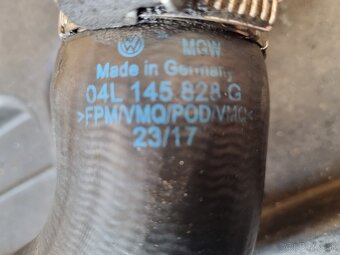 MGW
Made in Germany
04L 145 828 G
>FPM/VMQ/POD/VMQ<
23/17